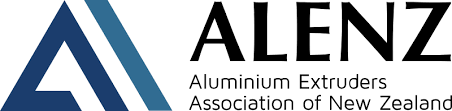 ALENZ
Aluminium Extruders
Association of New Zealand